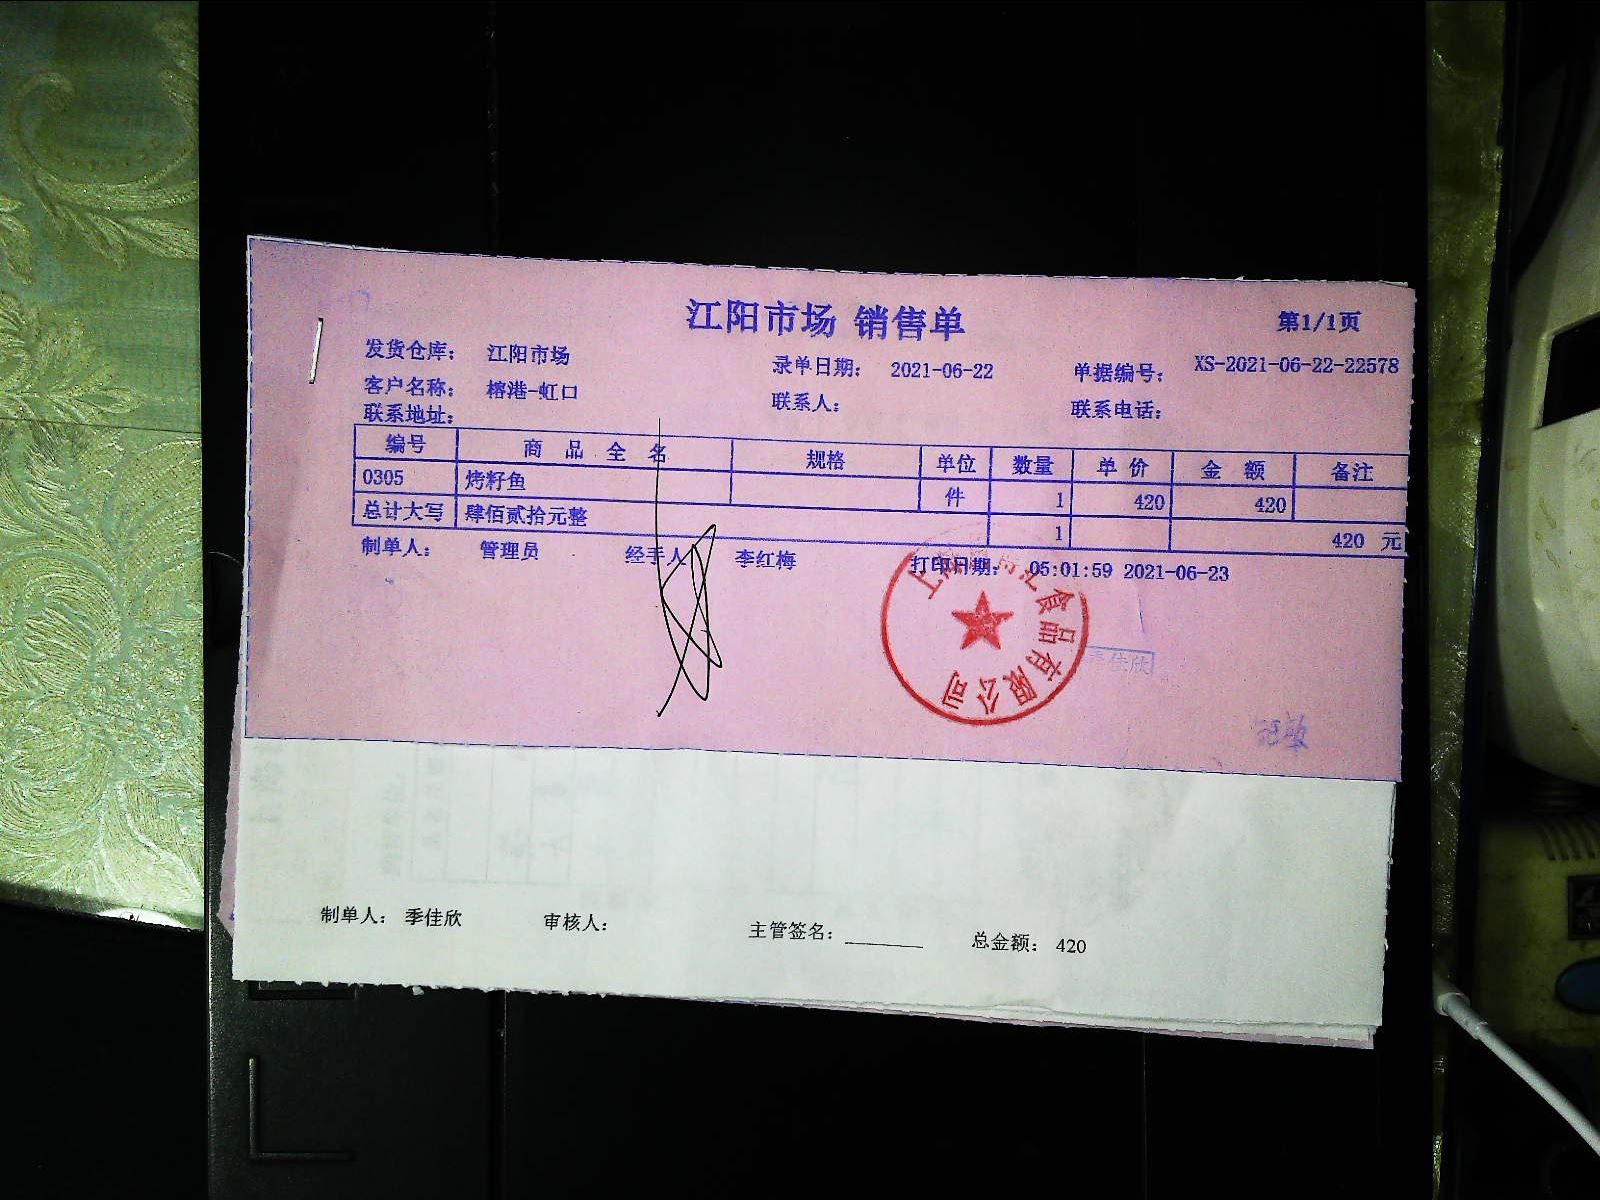 江阳市场 销售单
第1/1页
发货仓库： 江阳市场 录单日期： 2021-06-22 单据编号： XS-2021-06-22-22578
客户名称： 榕港-虹口 联系人： 联系电话：
联系地址：
编号 商 品 全 名 规格 单位 数量 单 价 金 额 备注
0305 烤籽鱼 件 1 420 420
总计大写 肆佰贰拾元整 1 420 元
制单人： 管理员 经手人 李红梅 打印日期： 05:01:59 2021-06-23
食品有限公司
佳欣
制单人： 季佳欣 审核人： 主管签名： 总金额： 420